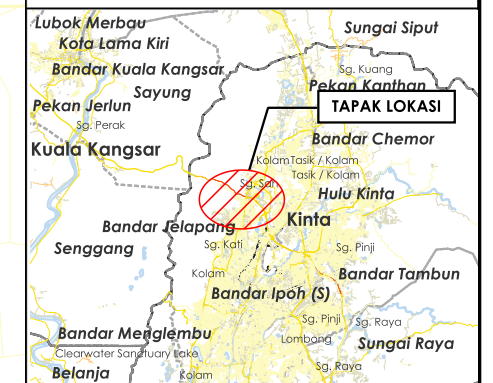 Lubok Merbau
Sungai Siput
Kota Lama Kiri
Bandar Kuala Kangsar
Sg. Kuang
Pekan Kanthan
Sayung
Pekan Jerlun
TAPAK LOKASI
Sg. Perak
Bandar Chemor
Kuala Kangsar
Kolam
Tasik / Kolam
Tasik / Kolam
Sg. Sari
Hulu Kinta
Kinta
Bandar Jelapang
Senggang
Sg. Kati
Sg. Pinji
Kolam
Bandar Tambun
Bandar Ipoh (S)
Sg. Pinji
Sg. Raya
Bandar Menglembu
Lombong
Sungai Raya
Clearwater Sanctuary Lake
Sg. Raya
Belanja
Kolam